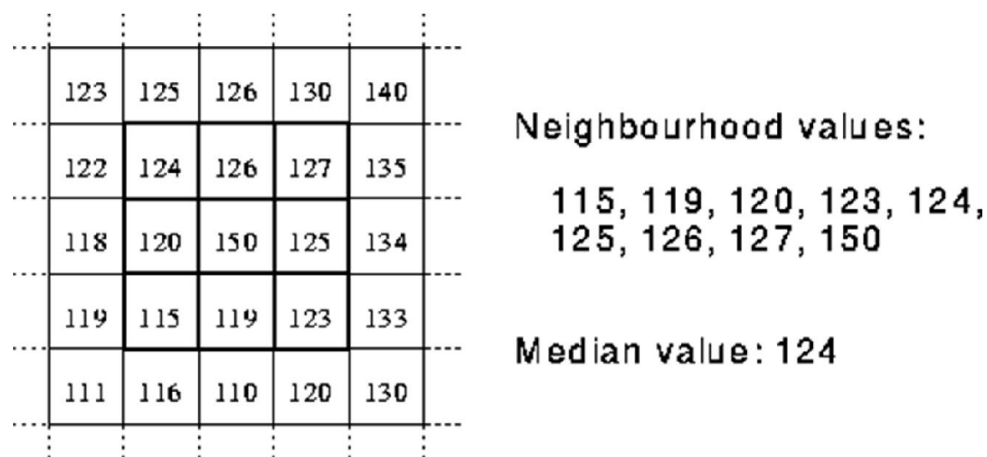 123 125 126 130 140
122 124 126 127 135
118 120 150 125 134
119 115 119 123 133
111 116 110 120 130
Neighbourhood values:
115, 119, 120, 123, 124,
125, 126, 127, 150
Median value: 124